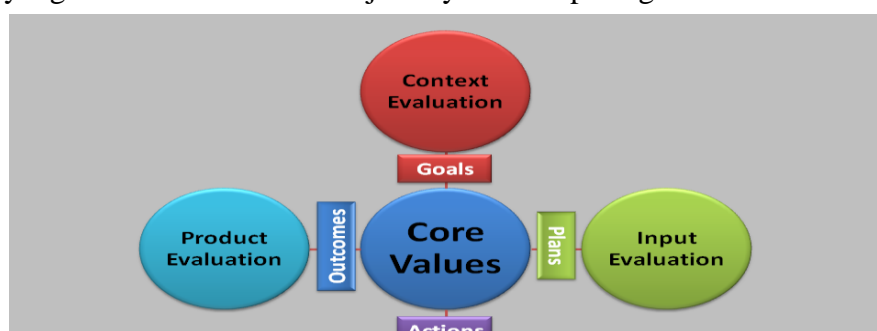 Context
Evaluation
Goals
Product
Evaluation
Outcomes
Core
Values
Plans
Input
Evaluation
Actions